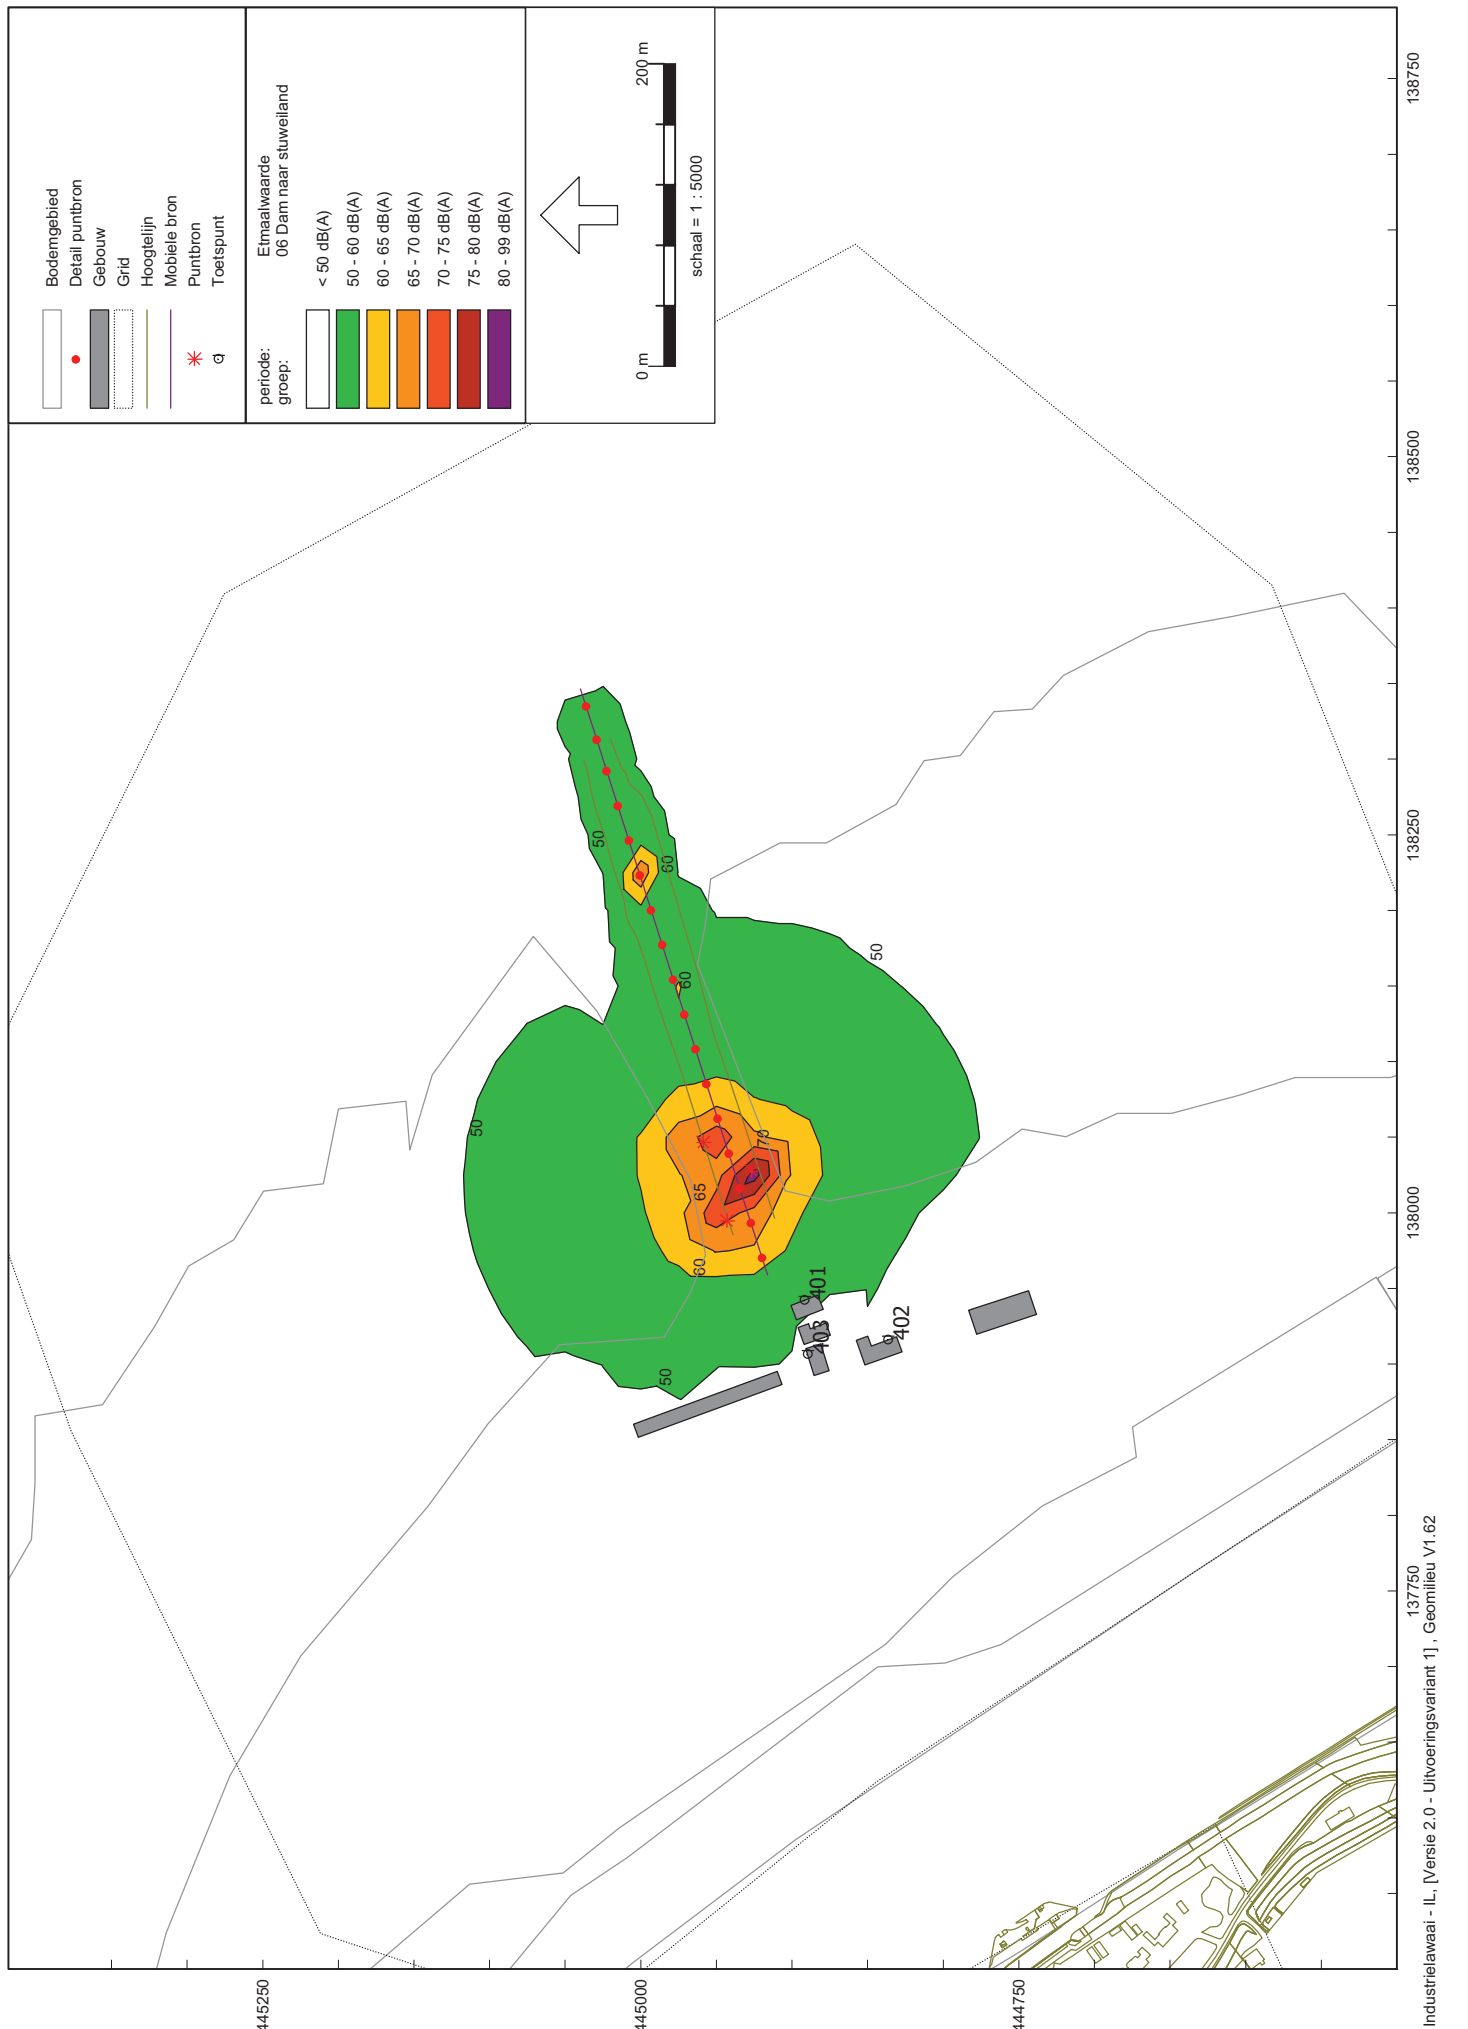 Bodemgebied
Detail puntbron
Gebouw
Grid
Hoogtelijn
Mobiele bron
Puntbron
Toetspunt
periode: Etmaalwaarde
groep: 06 Dam naar stuweiland
< 50 dB(A)
50 - 60 dB(A)
60 - 65 dB(A)
65 - 70 dB(A)
70 - 75 dB(A)
75 - 80 dB(A)
80 - 99 dB(A)
0 m 200 m
schaal = 1 : 5000
445250
445000
444750
50
50
50
60
60
50
60
65
70
50
401
403
402
137750
138000
138250
138500
138750
Industrielawaai - IL, [Versie 2.0 - Uitvoeringsvariant 1] , Geomilieu V1.62